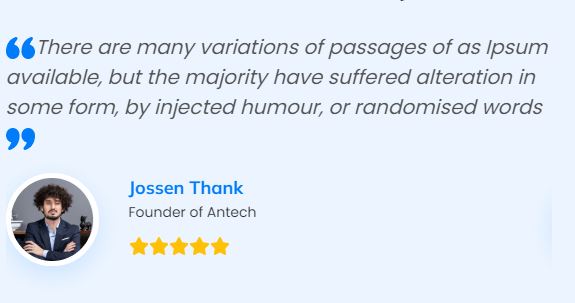 “There are many variations of passages of as Ipsum
available, but the majority have suffered alteration in
some form, by injected humour, or randomised words
”
Jossen Thank
Founder of Antech